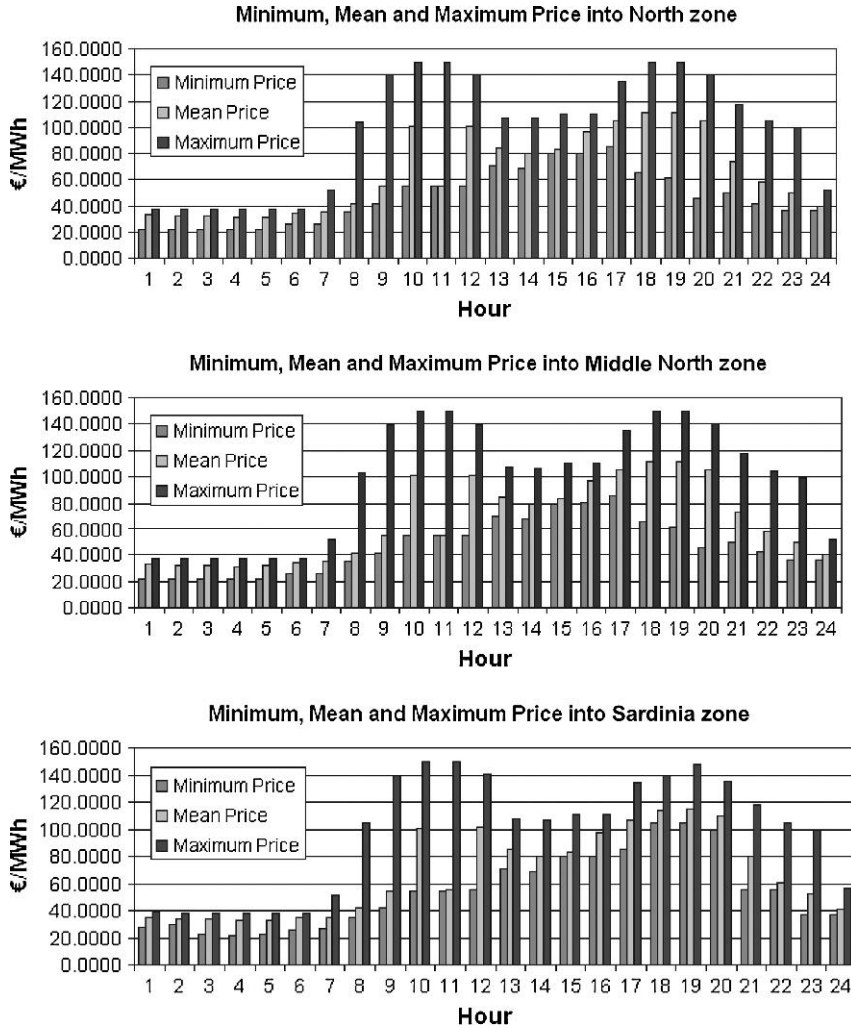 Minimum, Mean and Maximum Price into North zone
160.0000
140.0000
120.0000
100.0000
80.0000
60.0000
40.0000
20.0000
0.0000
€/MWh
Minimum Price
Mean Price
Maximum Price
1 2 3 4 5 6 7 8 9 10 11 12 13 14 15 16 17 18 19 20 21 22 23 24
Hour
Minimum, Mean and Maximum Price into Middle North zone
160.0000
140.0000
120.0000
100.0000
80.0000
60.0000
40.0000
20.0000
0.0000
€/MWh
Minimum Price
Mean Price
Maximum Price
1 2 3 4 5 6 7 8 9 10 11 12 13 14 15 16 17 18 19 20 21 22 23 24
Hour
Minimum, Mean and Maximum Price into Sardinia zone
160.0000
140.0000
120.0000
100.0000
80.0000
60.0000
40.0000
20.0000
0.0000
€/MWh
Minimum Price
Mean Price
Maximum Price
1 2 3 4 5 6 7 8 9 10 11 12 13 14 15 16 17 18 19 20 21 22 23 24
Hour